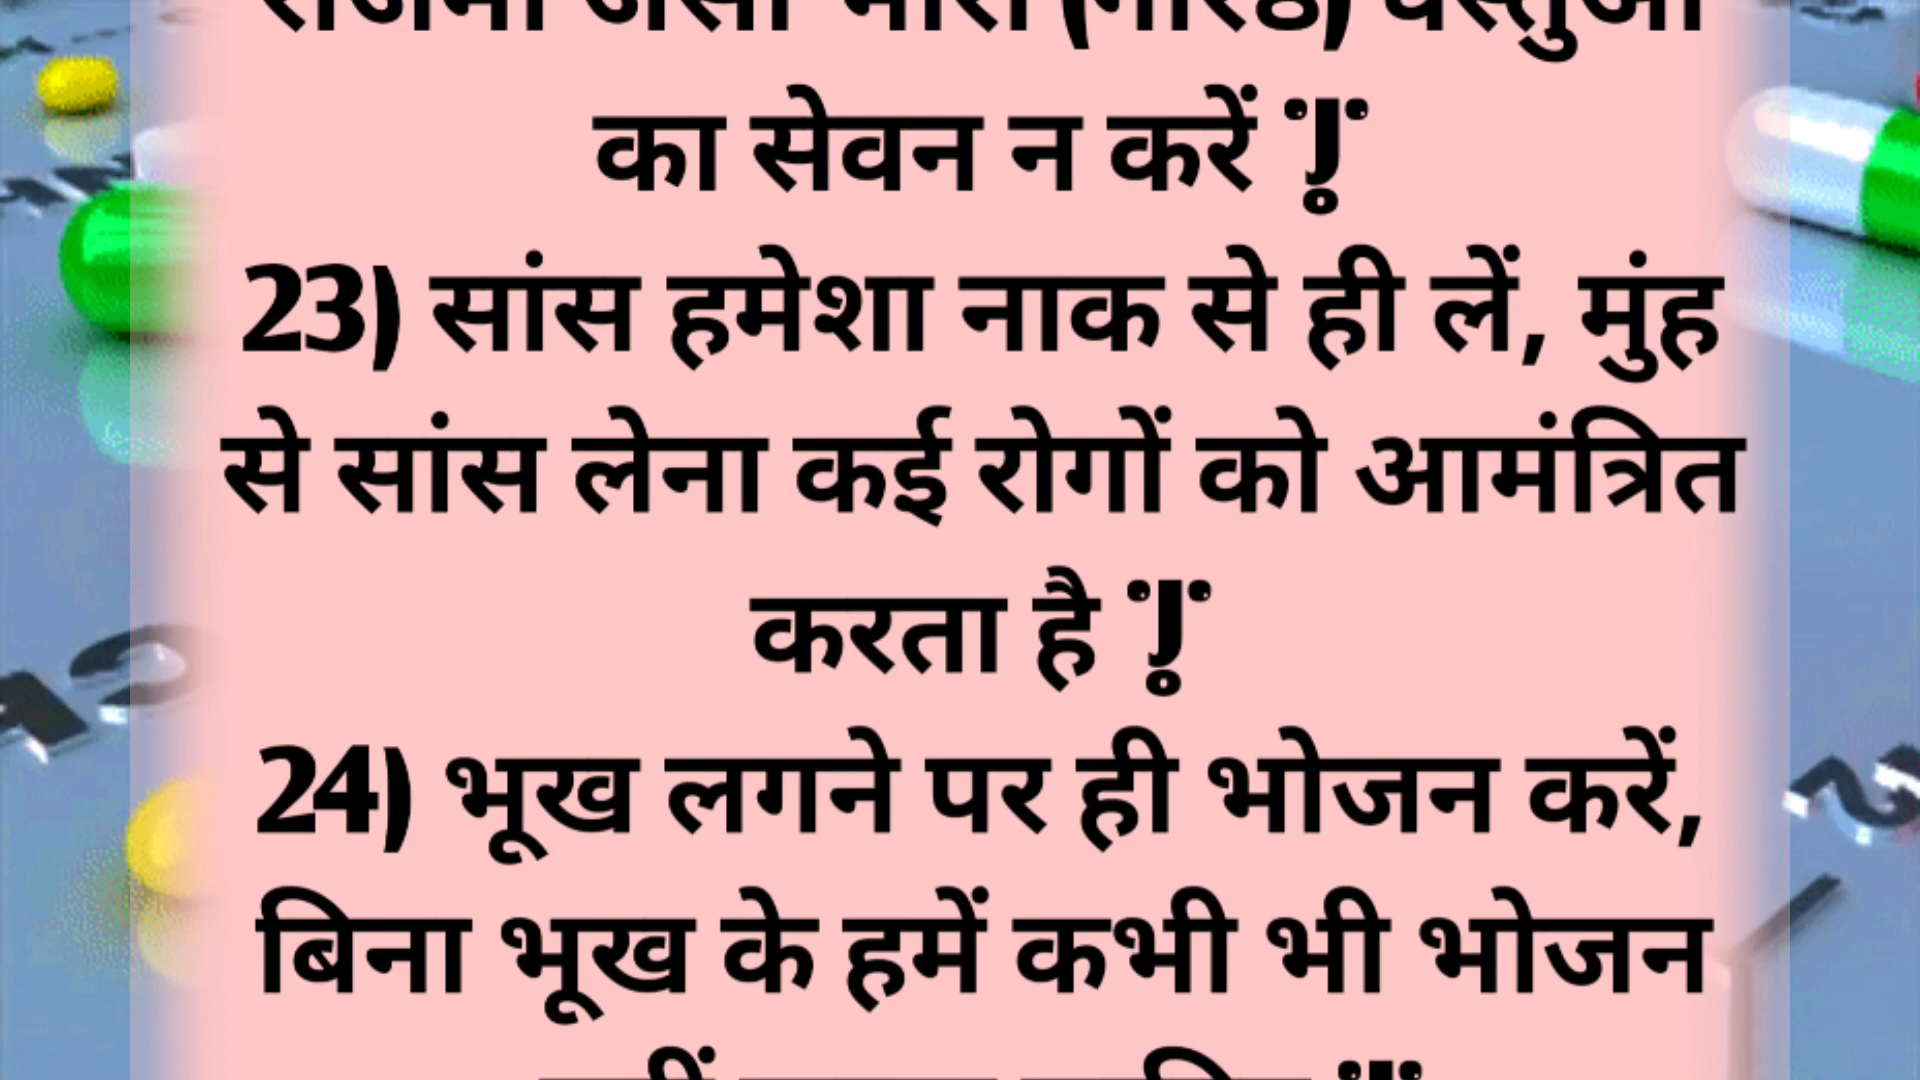 का सेवन न करें
23) सांस हमेशा नाक से ही लें, मुंह
से सांस लेना कई रोगों को आमंत्रित
करता है
24) भूख लगने पर ही भोजन करें,
बिना भूख के हमें कभी भी भोजन